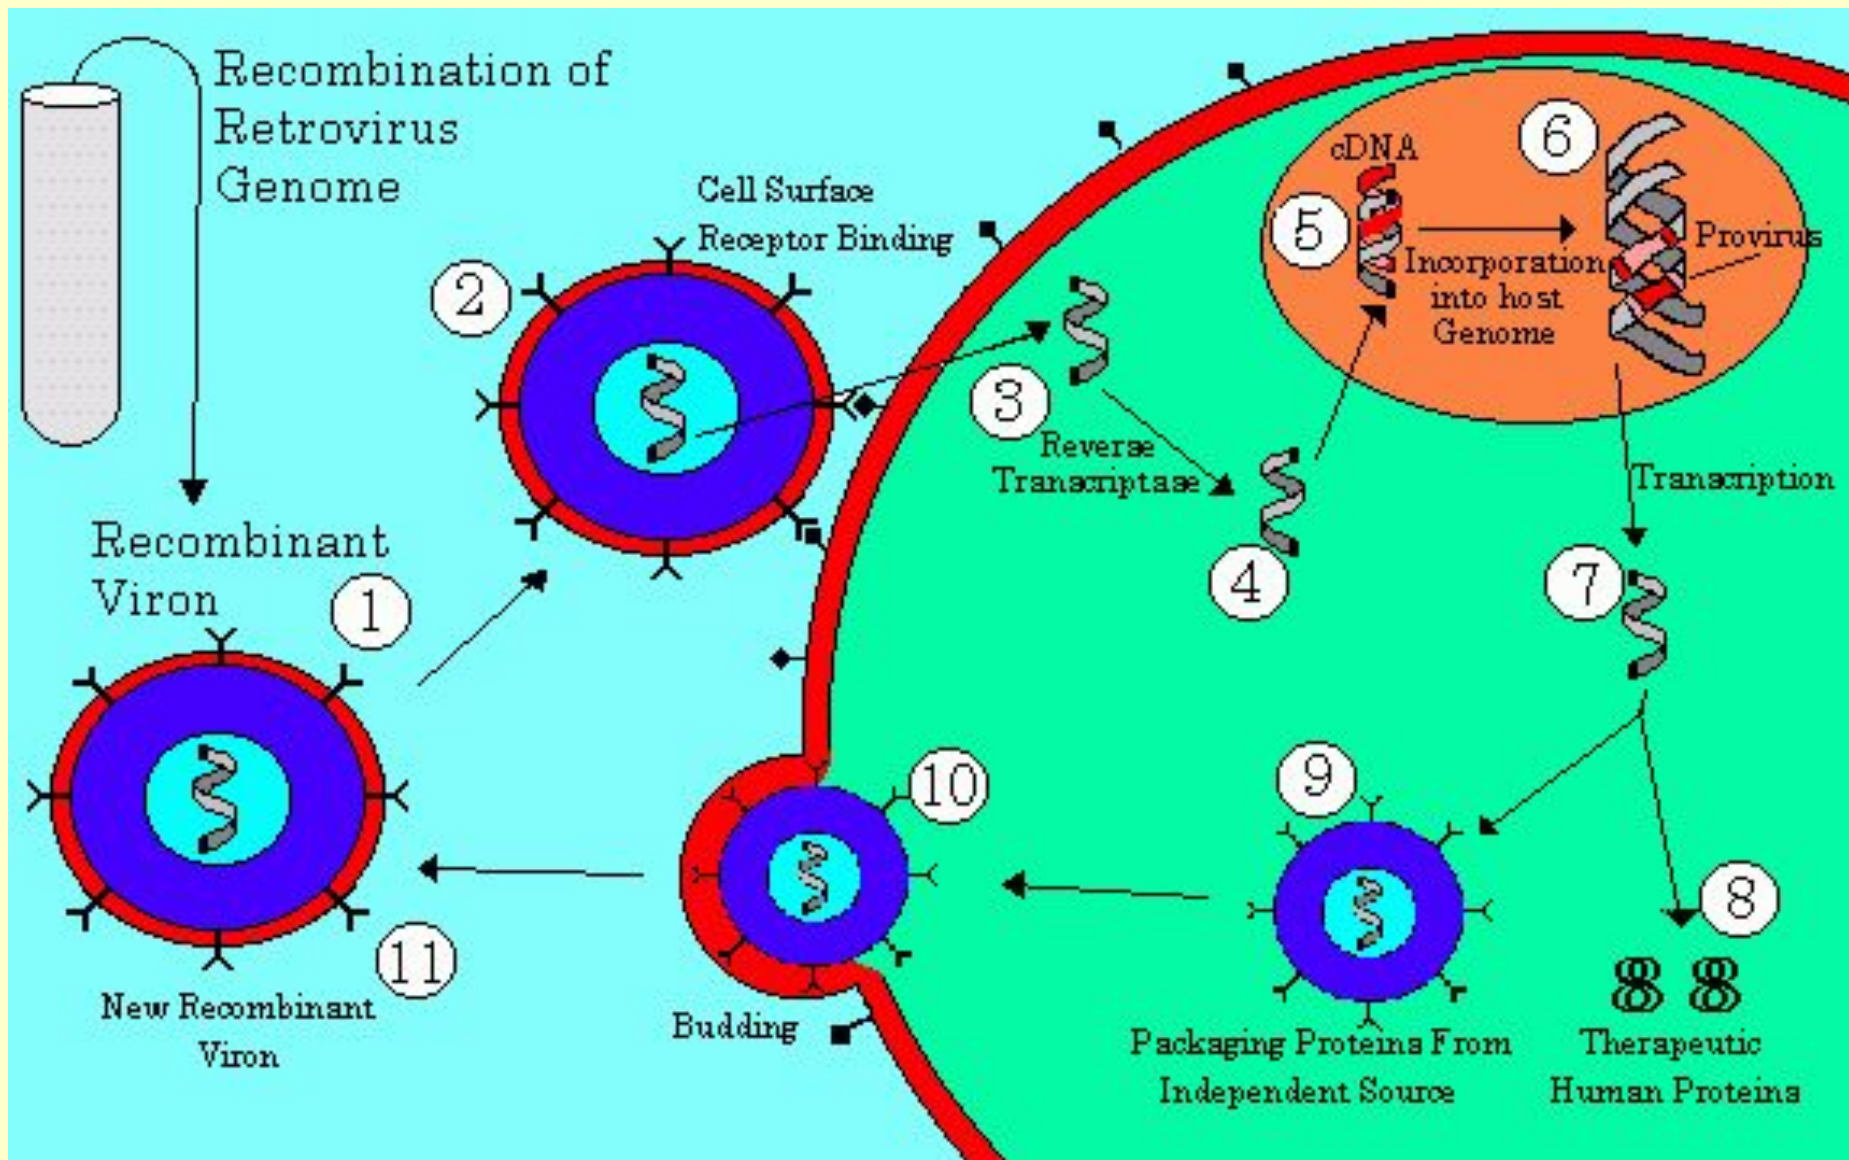 Recombination of
Retrovirus
Genome
Cell Surface
Receptor Binding
2
cDNA
6
5
Provirus
Incorporation
into host
Genome
3
Reverse
Transcriptase
Transcription
4
7
Recombinant
Viron
1
10
9
8
11
New Recombinant
Viron
Budding
Packaging Proteins From
Independent Source
Therapeutic
Human Proteins